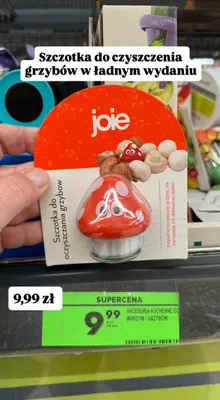 Szczotka do czyszczenia
grzybów w ładnym wydaniu
joie
Szczotka do
oczyszczania grzybów
9,99 zł
SUPERCENA
9 99
AKCESORIA KUCHENNE DO
WARZYW I GRZYBÓW